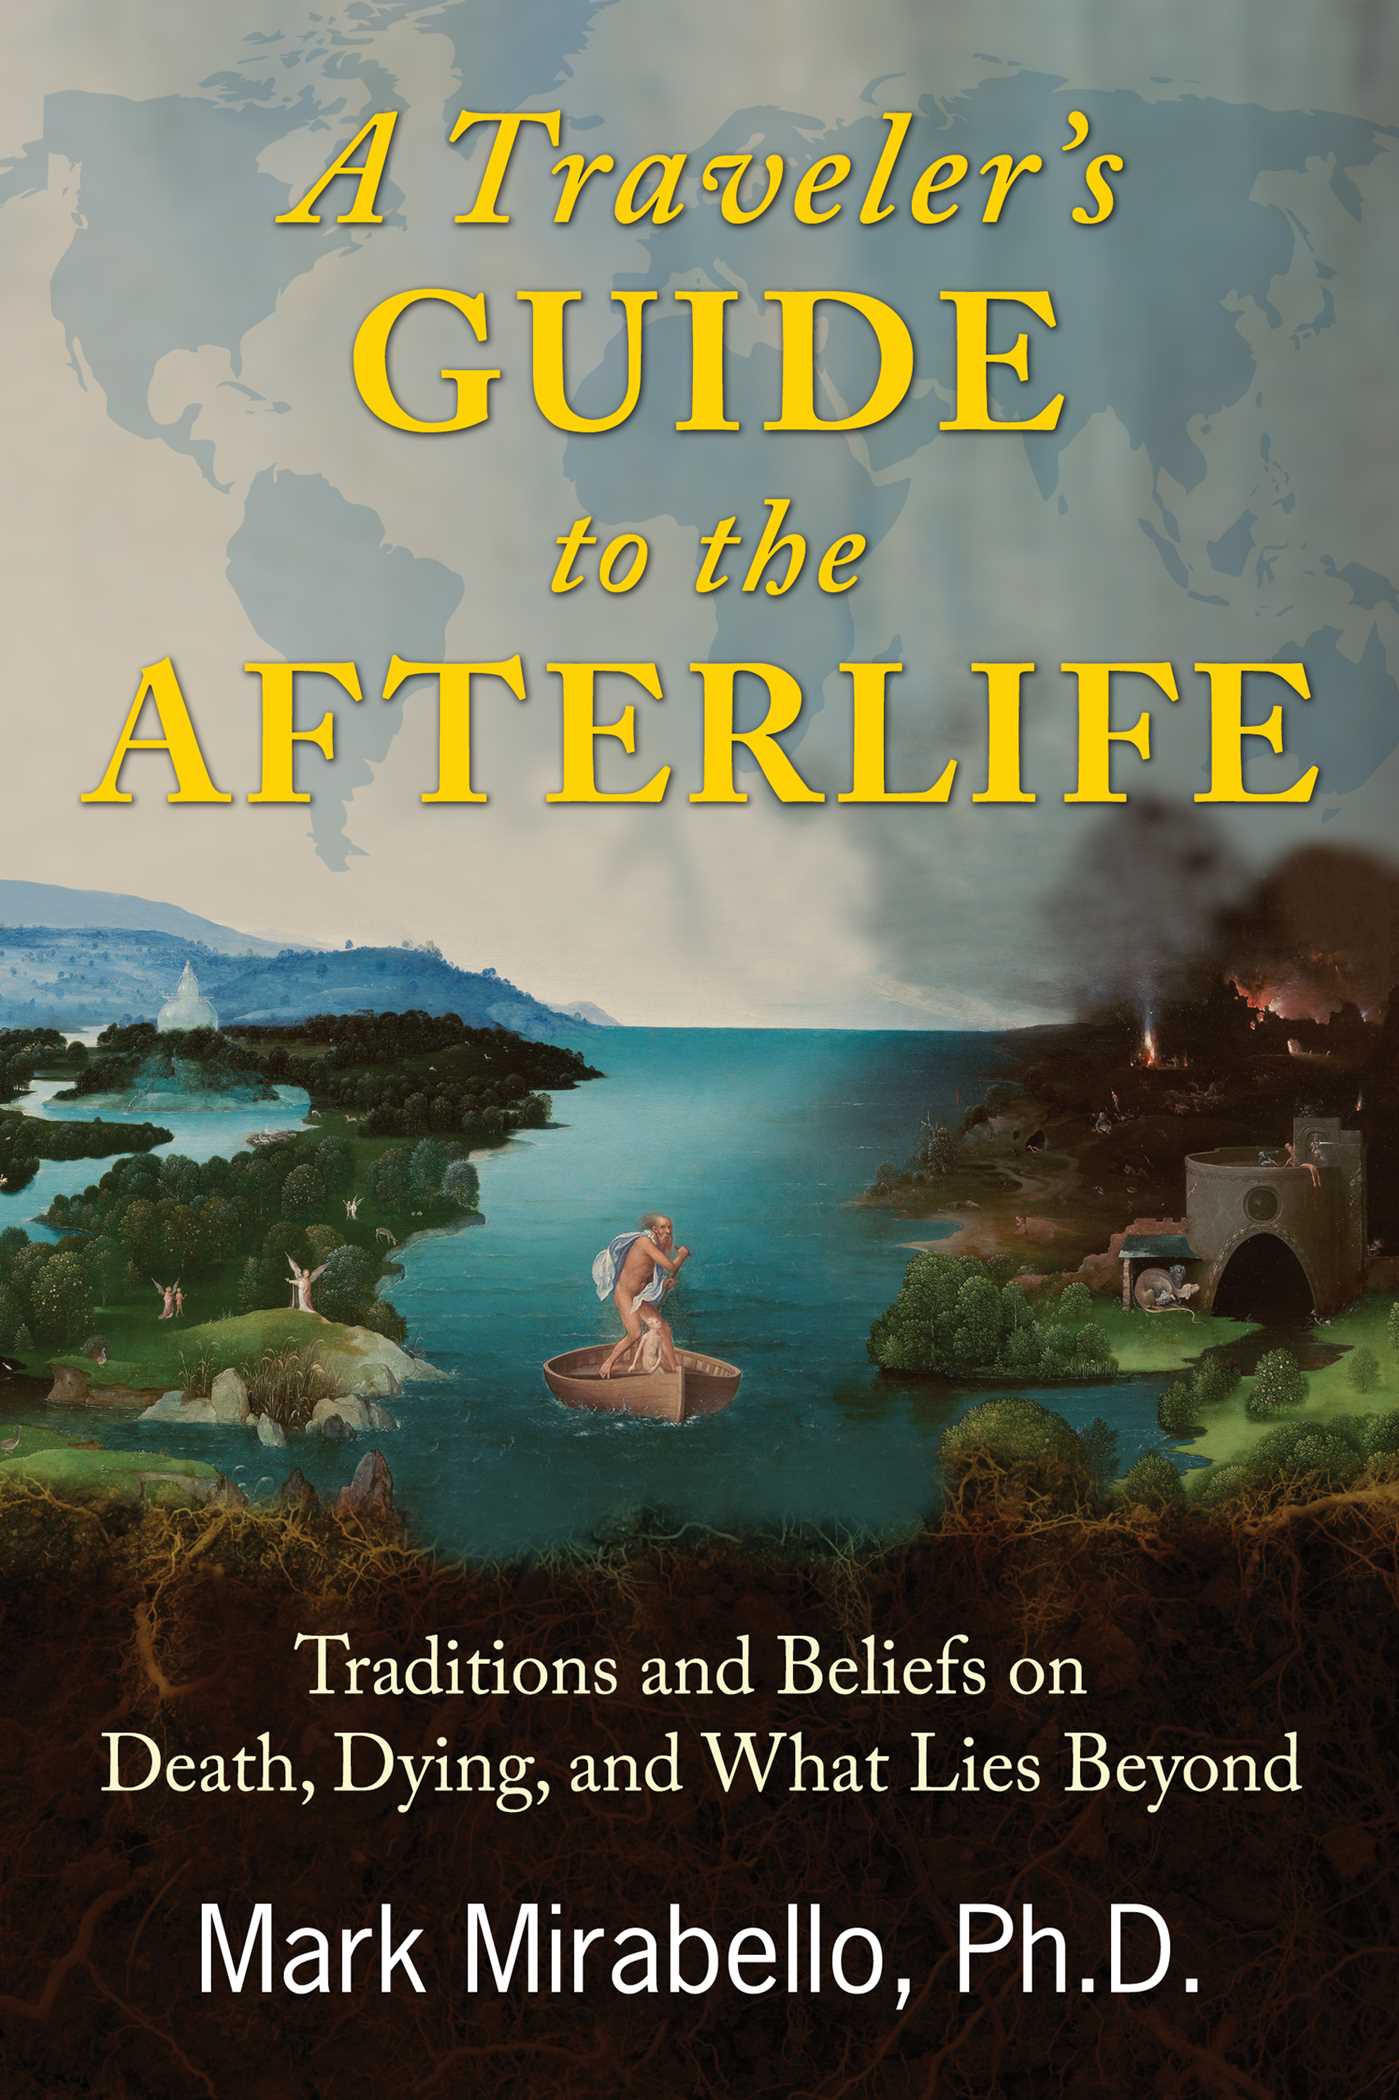 A Traveler's
GUIDE
to the
AFTERLIFE
Traditions and Beliefs on
Death, Dying, and What Lies Beyond
Mark Mirabello, Ph.D.